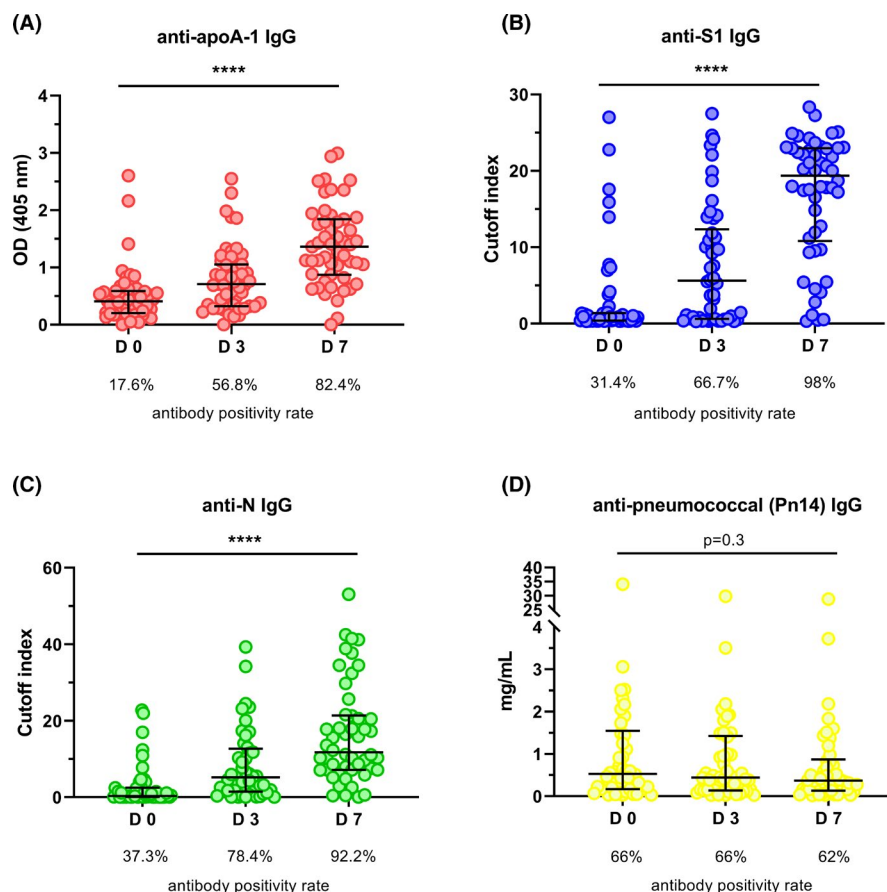 (A)
anti-apoA-1 IgG
****
OD (405 nm)
4
3
2
1
0
D 0 D 3 D 7
17.6% 56.8% 82.4%
antibody positivity rate
(B)
anti-S1 IgG
****
Cutoff index
30
20
10
0
D 0 D 3 D 7
31.4% 66.7% 98%
antibody positivity rate
(C)
anti-N IgG
****
Cutoff index
60
40
20
0
D 0 D 3 D 7
37.3% 78.4% 92.2%
antibody positivity rate
(D)
anti-pneumococcal (Pn14) IgG
p=0.3
mg/mL
40
35
30
25
4
3
2
1
0
D 0 D 3 D 7
66% 66% 62%
antibody positivity rate